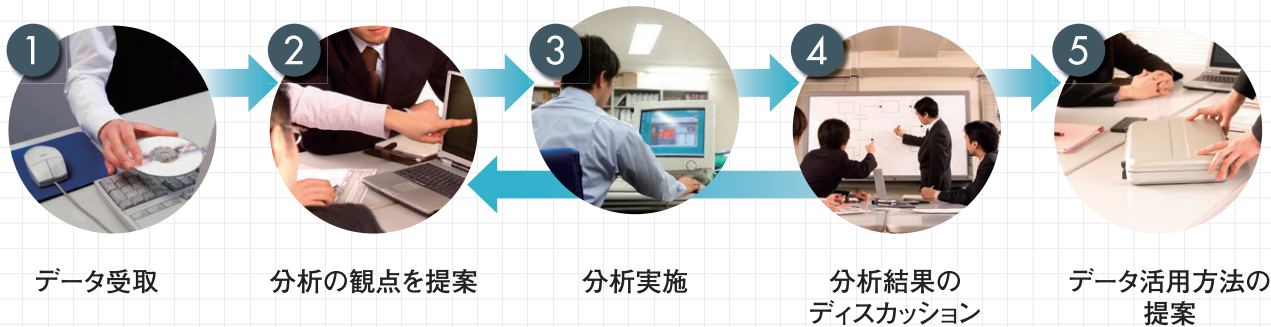 1
2
3
4
5
データ受取
分析の観点を提案
分析実施
分析結果の
ディスカッション
データ活用方法の
提案